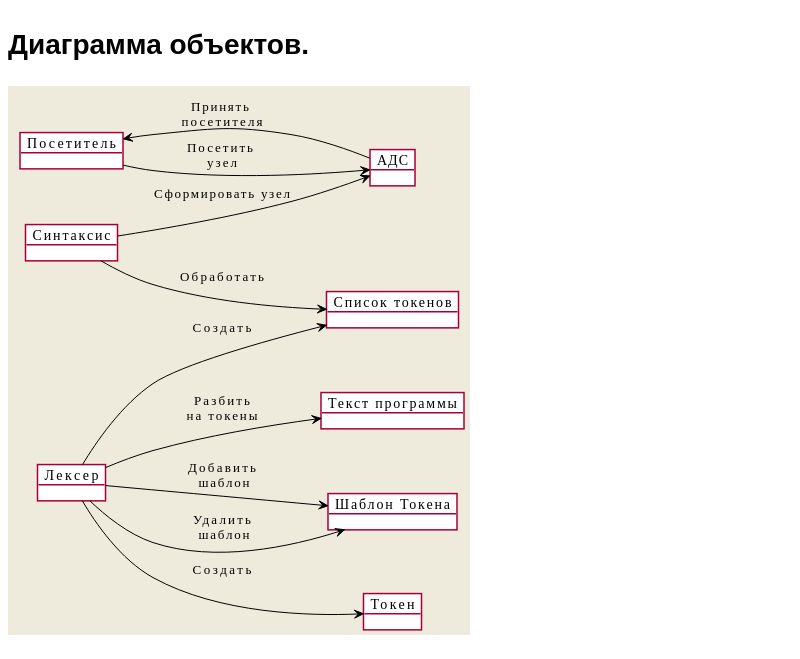 Диаграмма объектов.
Принять
посетителя
Посетитель
Посетить
узел
АДС
Сформировать узел
Синтаксис
Обработать
Список токенов
Создать
Разбить
на токены
Текст программы
Добавить
шаблон
Лексер
Шаблон Токена
Удалить
шаблон
Создать
Токен